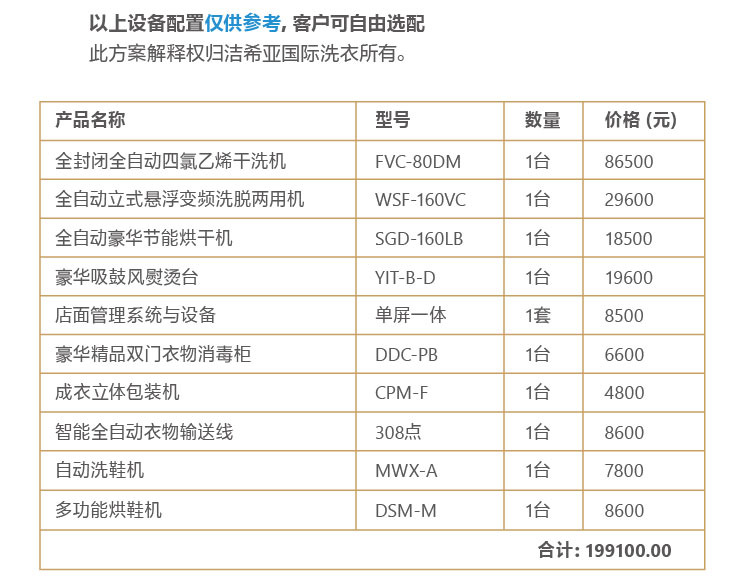 以上设备配置仅供参考, 客户可自由选配
此方案解释权归洁希亚国际洗衣所有。
产品名称 型号 数量 价格 (元)
全封闭全自动四氯乙烯干洗机 FVC-80DM 1台 86500
全自动立式悬浮变频洗脱两用机 WSF-160VC 1台 29600
全自动豪华节能烘干机 SGD-160LB 1台 18500
豪华吸鼓风熨烫台 YIT-B-D 1台 19600
店面管理系统与设备 单屏一体 1套 8500
豪华精品双门衣物消毒柜 DDC-PB 1台 6600
成衣立体包装机 CPM-F 1台 4800
智能全自动衣物输送线 308点 1台 8600
自动洗鞋机 MWX-A 1台 7800
多功能烘鞋机 DSM-M 1台 8600
合计: 199100.00